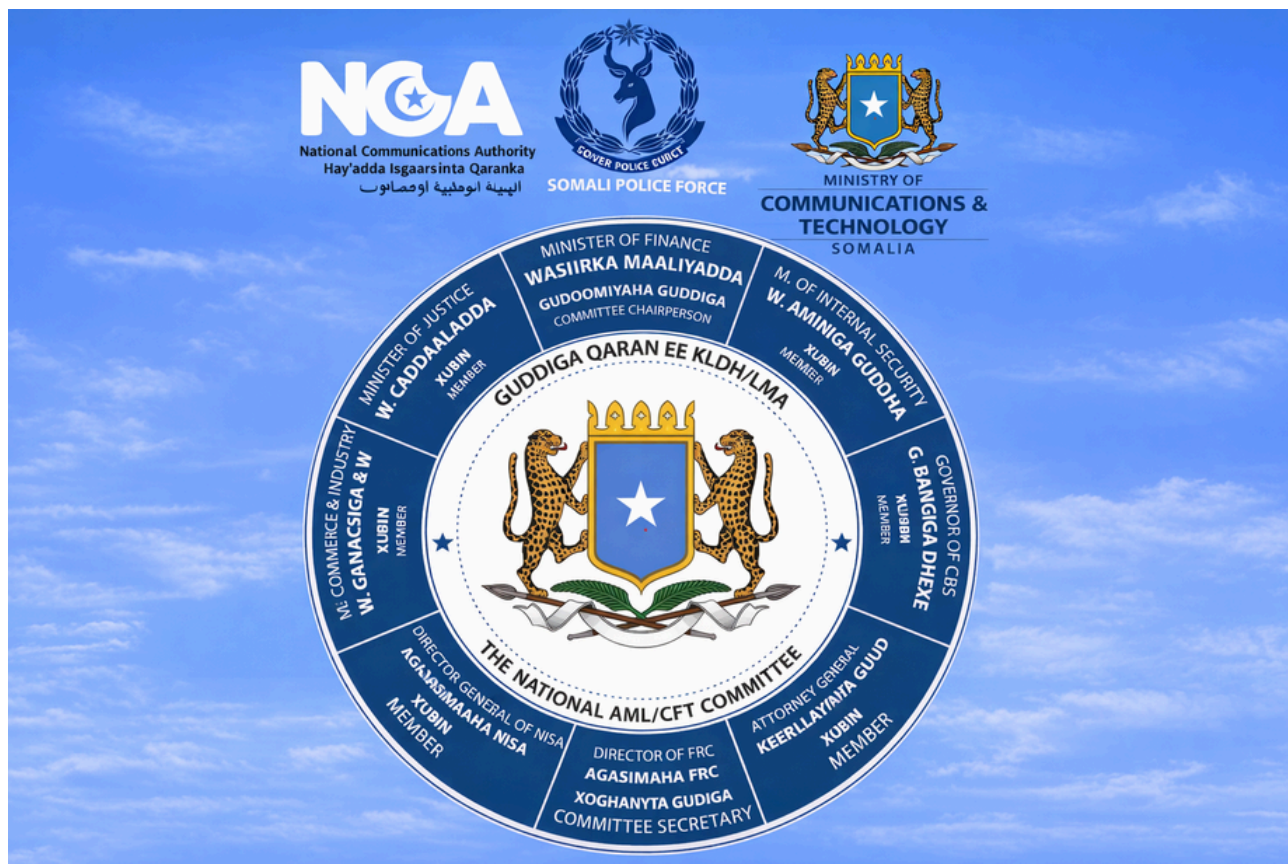 NCA
National Communications Authority
Hay'adda Isgaarsinta Qaranka
SOMALI POLICE FORCE
MINISTRY OF
COMMUNICATIONS &
TECHNOLOGY
SOMALIA
MINISTER OF FINANCE
WASIIRKA MAALIYADDA
GUDOOMIYAHA GUDDIGA
COMMITTEE CHAIRPERSON
M. OF INTERNAL SECURITY
W. AMINIGA GUDOHA
XUBIN
GOVERNOR OF CBS
G. BANGIGA DHEXE
MEMBER
ATTORNEY GENERAL
GUUD
XUBIN
MEMBER
DIRECTOR OF FRC
AGASIMAHA FRC
XOGHANYTA GUDIGA
COMMITTEE SECRETARY
DIRECTOR GENERAL OF NISA
NISA
XUBIN
MEMBER
M: COMMERCE & INDUSTRY
W. GANACSIGA & W
XUBIN
MEMBER
MINISTER OF JUSTICE
W. CADDAALADDA
XUBIN
MEMBER
GUDDIGA QARAN EE KLDH/LMA
THE NATIONAL AML/CFT COMMITTEE